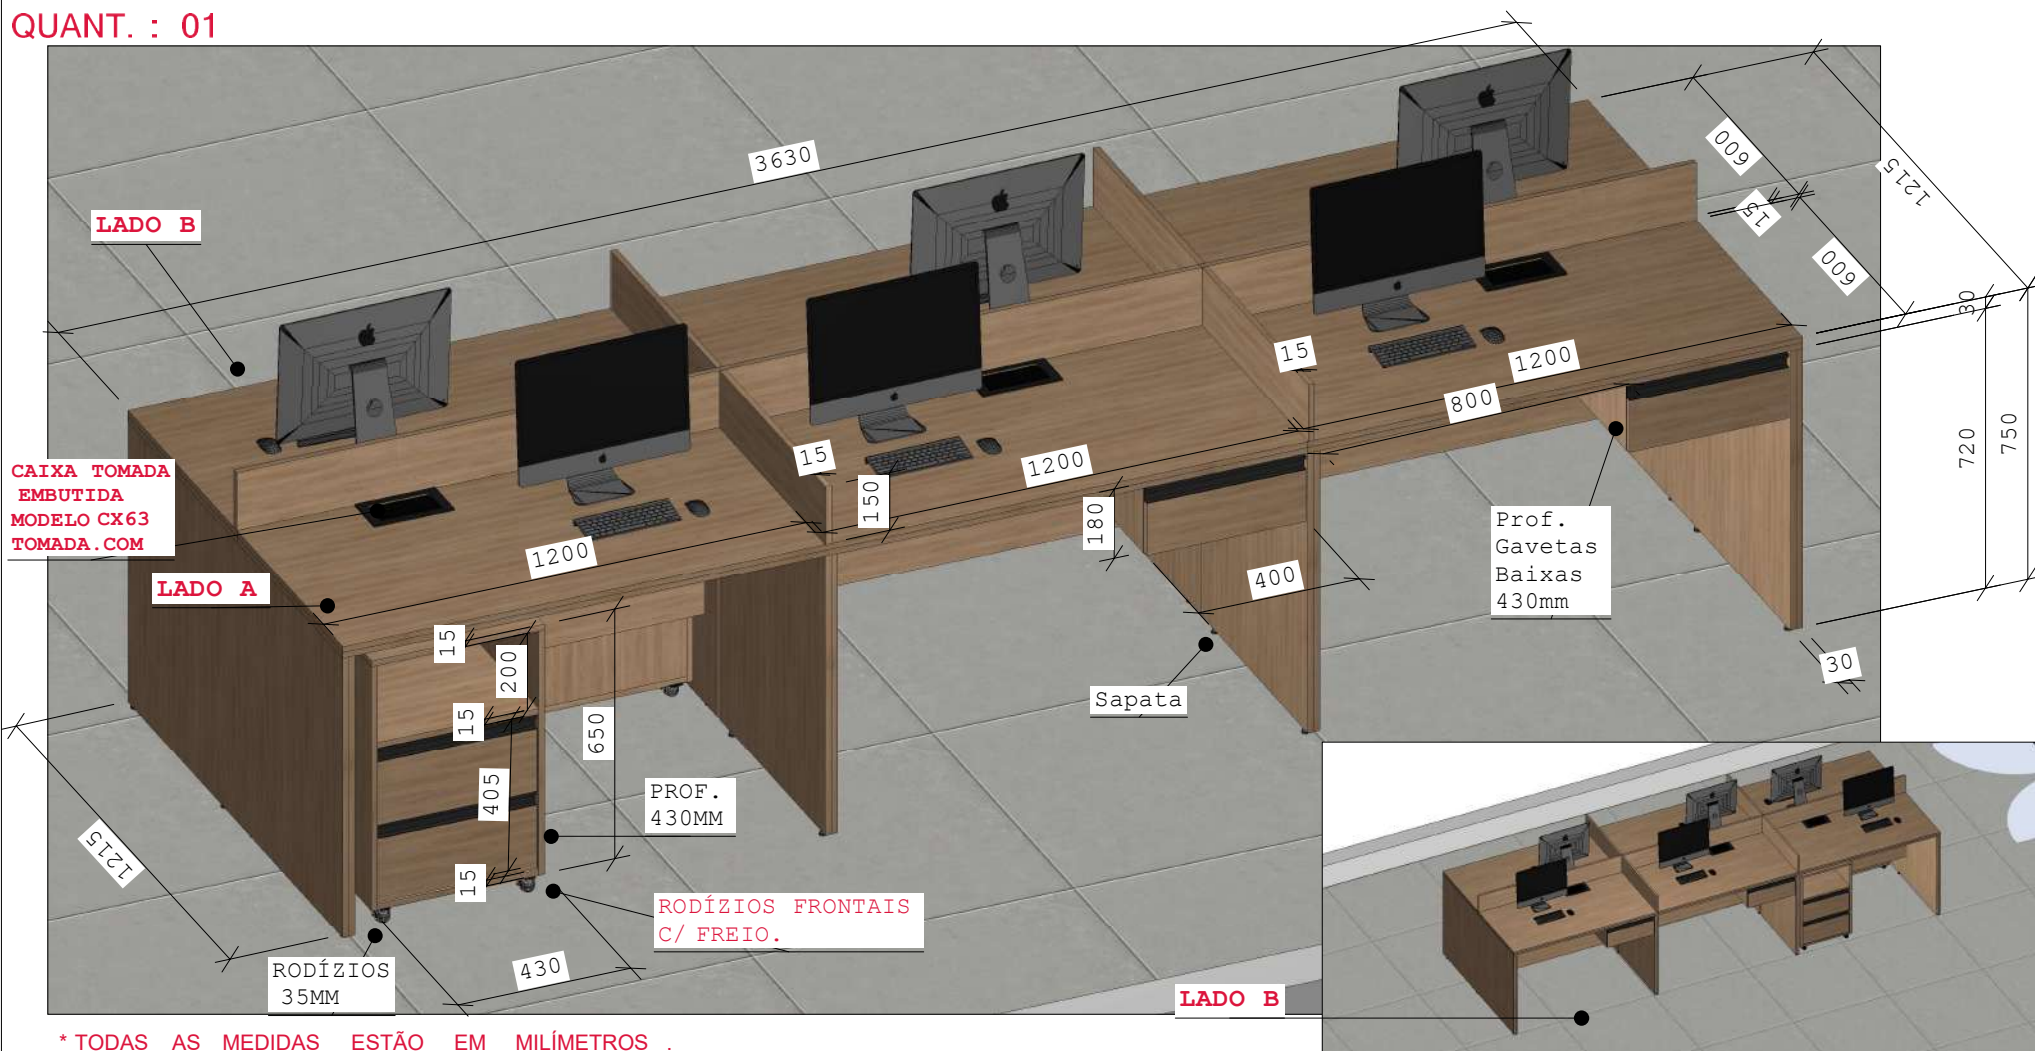 QUANT. : 01
3630
600
1215
15
600
LADO B
30
15
1200
800
720
750
15
1200
150
180
CAIXA TOMADA
EMBUTIDA
MODELO CX63
TOMADA.COM
Prof.
Gavetas
Baixas
430mm
1200
400
LADO A
15
200
30
Sapata
15
650
405
PROF.
430MM
1215
15
RODÍZIOS FRONTAIS
C/ FREIO.
430
RODÍZIOS
35MM
LADO B
* TODAS AS MEDIDAS ESTÃO EM MILÍMETROS .